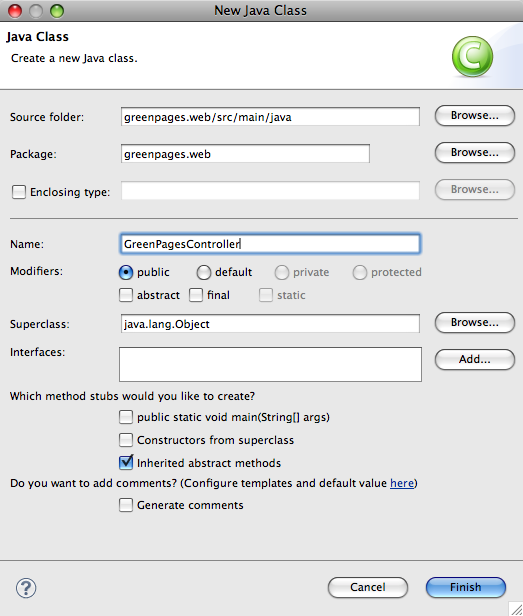 New Java Class
Java Class
Create a new Java class.
C
Source folder: greenpages.web/src/main/java Browse...
Package: greenpages.web Browse...
Enclosing type: Browse...
Name: GreenPagesController
Modifiers: public default private protected
abstract final static
Superclass: java.lang.Object Browse...
Interfaces: Add...
Which method stubs would you like to create?
public static void main(String[] args)
Constructors from superclass
Inherited abstract methods
Do you want to add comments? (Configure templates and default value here)
Generate comments
? Cancel Finish